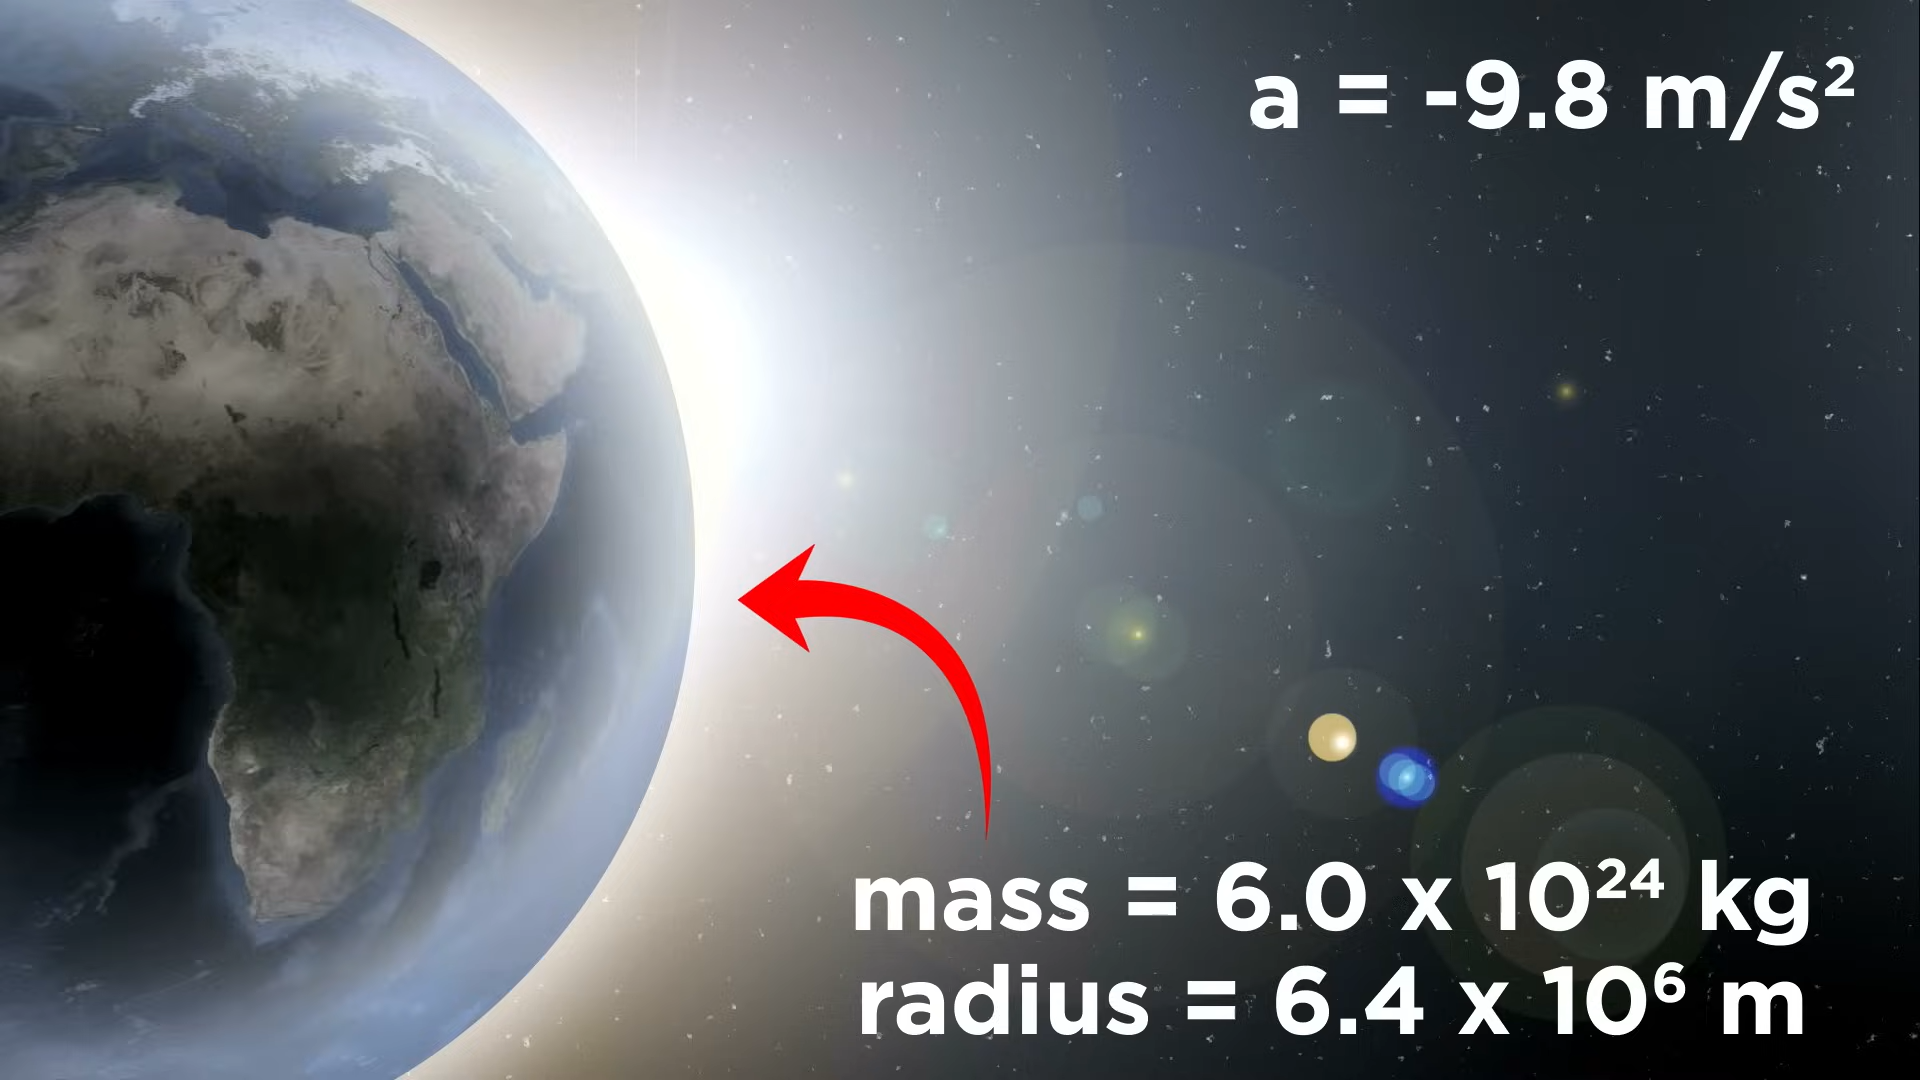 a = -9.8 m/s²
mass = 6.0 x 10²⁴ kg
radius = 6.4 x 10⁶ m